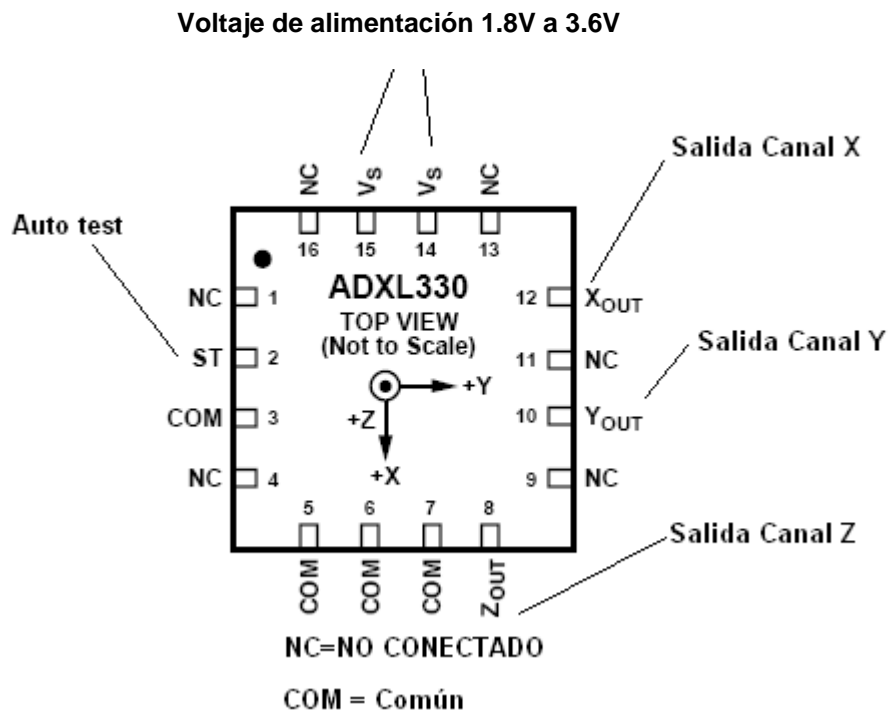 Voltaje de alimentación 1.8V a 3.6V
Salida Canal X
NC
VS
VS
NC
Auto test
16
15
14
13
NC
1
ADXL330
12
XOUT
TOP VIEW
(Not to Scale)
Salida Canal Y
ST
2
11
NC
+Y
COM
3
+Z
10
YOUT
NC
4
+X
9
NC
5
6
7
8
Salida Canal Z
COM
COM
COM
ZOUT
NC=NO CONECTADO
COM = Común